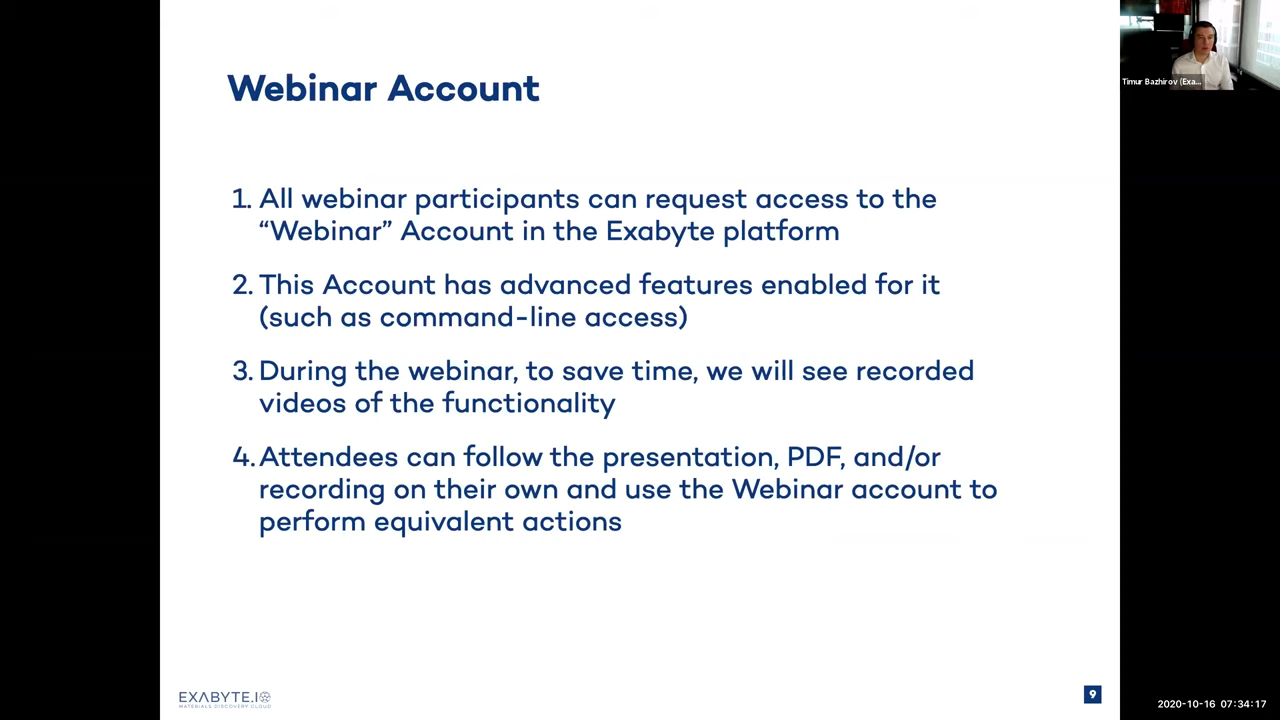 Webinar Account
1. All webinar participants can request access to the
“Webinar” Account in the Exabyte platform
2. This Account has advanced features enabled for it
(such as command-line access)
3. During the webinar, to save time, we will see recorded
videos of the functionality
4. Attendees can follow the presentation, PDF, and/or
recording on their own and use the Webinar account to
perform equivalent actions
EXABYTE.IO
MATERIALS DISCOVERY CLOUD
9
Timur Bazhirov (Exa...
2020-10-16 07:34:17